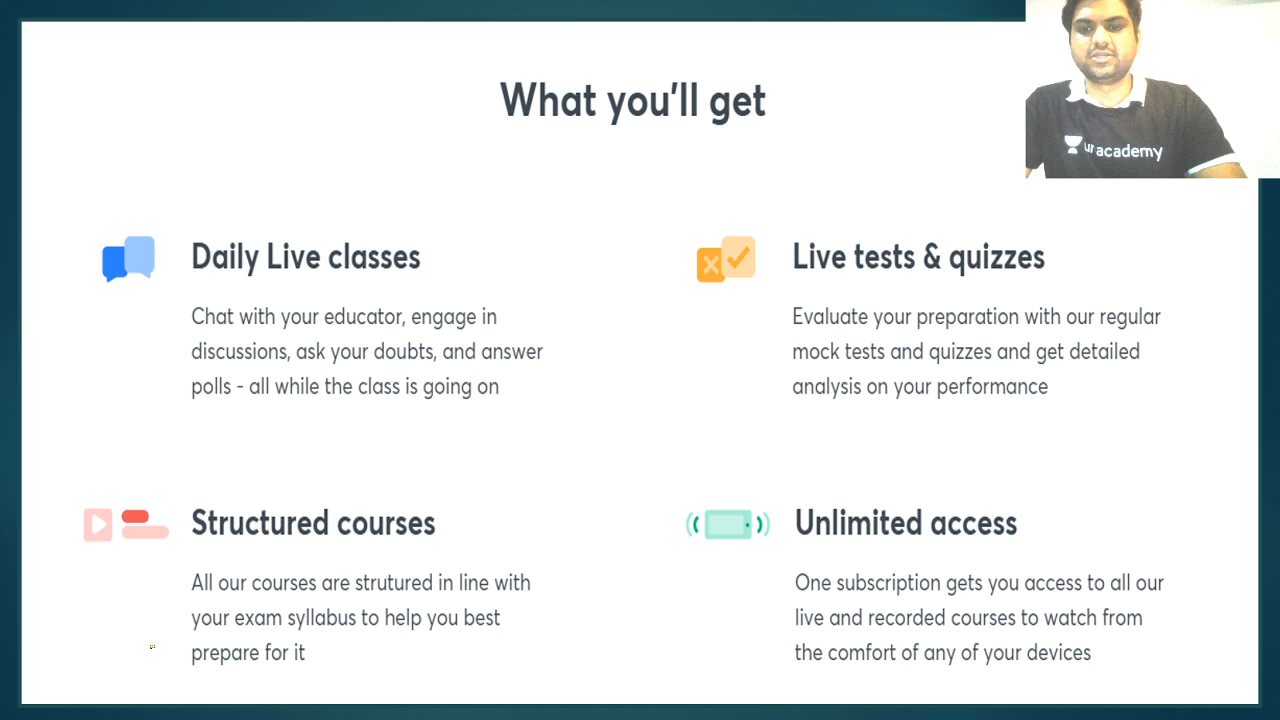 What you'll get
uracademy
Daily Live classes
Chat with your educator, engage in
discussions, ask your doubts, and answer
polls - all while the class is going on
Live tests & quizzes
Evaluate your preparation with our regular
mock tests and quizzes and get detailed
analysis on your performance
Structured courses
All our courses are strutured in line with
your exam syllabus to help you best
prepare for it
Unlimited access
One subscription gets you access to all our
live and recorded courses to watch from
the comfort of any of your devices